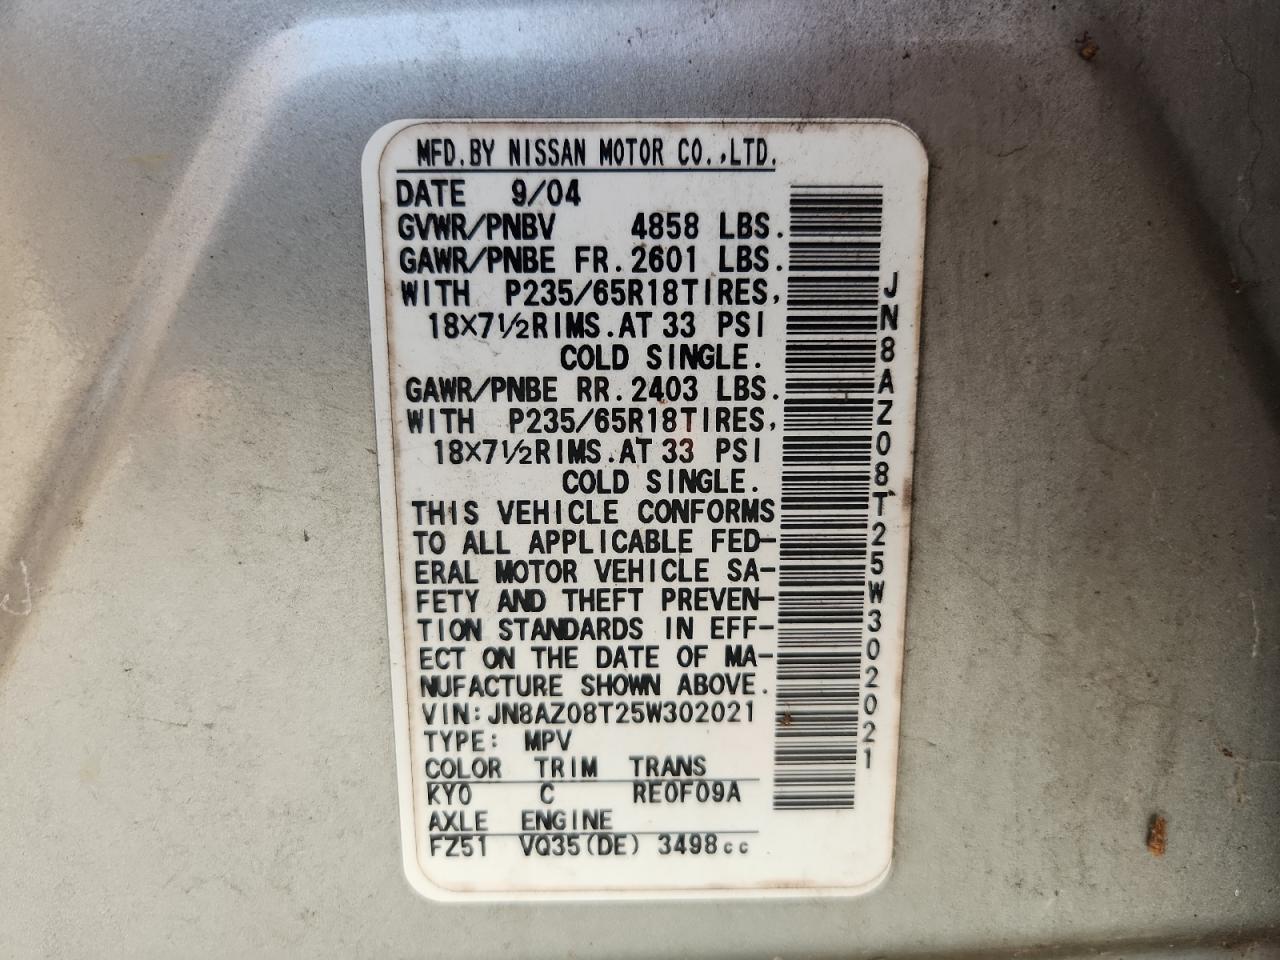 MFD.BY NISSAN MOTOR CO.,LTD.
DATE 9/04
GVWR/PNBV 4858 LBS.
GAWR/PNBE FR.2601 LBS.
WITH P235/65R18TIRES,
18×7½RIMS.AT 33 PSI
COLD SINGLE.
GAWR/PNBE RR.2403 LBS.
WITH P235/65R18TIRES,
18×7½RIMS.AT 33 PSI
COLD SINGLE.
THIS VEHICLE CONFORMS
TO ALL APPLICABLE FED-
ERAL MOTOR VEHICLE SA-
FETY AND THEFT PREVEN-
TION STANDARDS IN EFF-
ECT ON THE DATE OF MA-
NUFACTURE SHOWN ABOVE.
VIN:JN8AZ08T25W302021
TYPE: MPV
COLOR TRIM TRANS
KY0 C RE0F09A
AXLE ENGINE
FZ51 VQ35(DE) 3498cc
JN8AZ08T25W302021